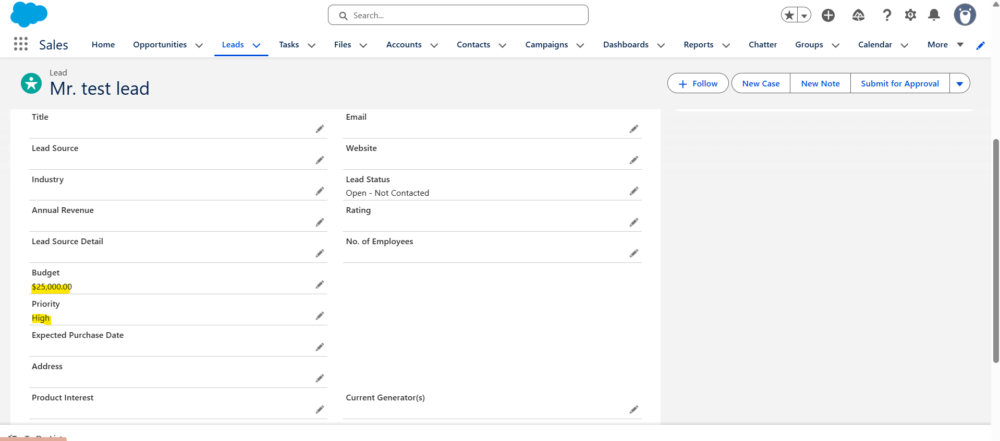 Search...
Sales
Home
Opportunities
Leads
Tasks
Files
Accounts
Contacts
Campaigns
Dashboards
Reports
Chatter
Groups
Calendar
More
Lead
Mr. test lead
Follow
New Case
New Note
Submit for Approval
Title
Email
Lead Source
Website
Industry
Lead Status
Open - Not Contacted
Annual Revenue
Rating
Lead Source Detail
No. of Employees
Budget
$25,000.00
Priority
High
Expected Purchase Date
Address
Product Interest
Current Generator(s)